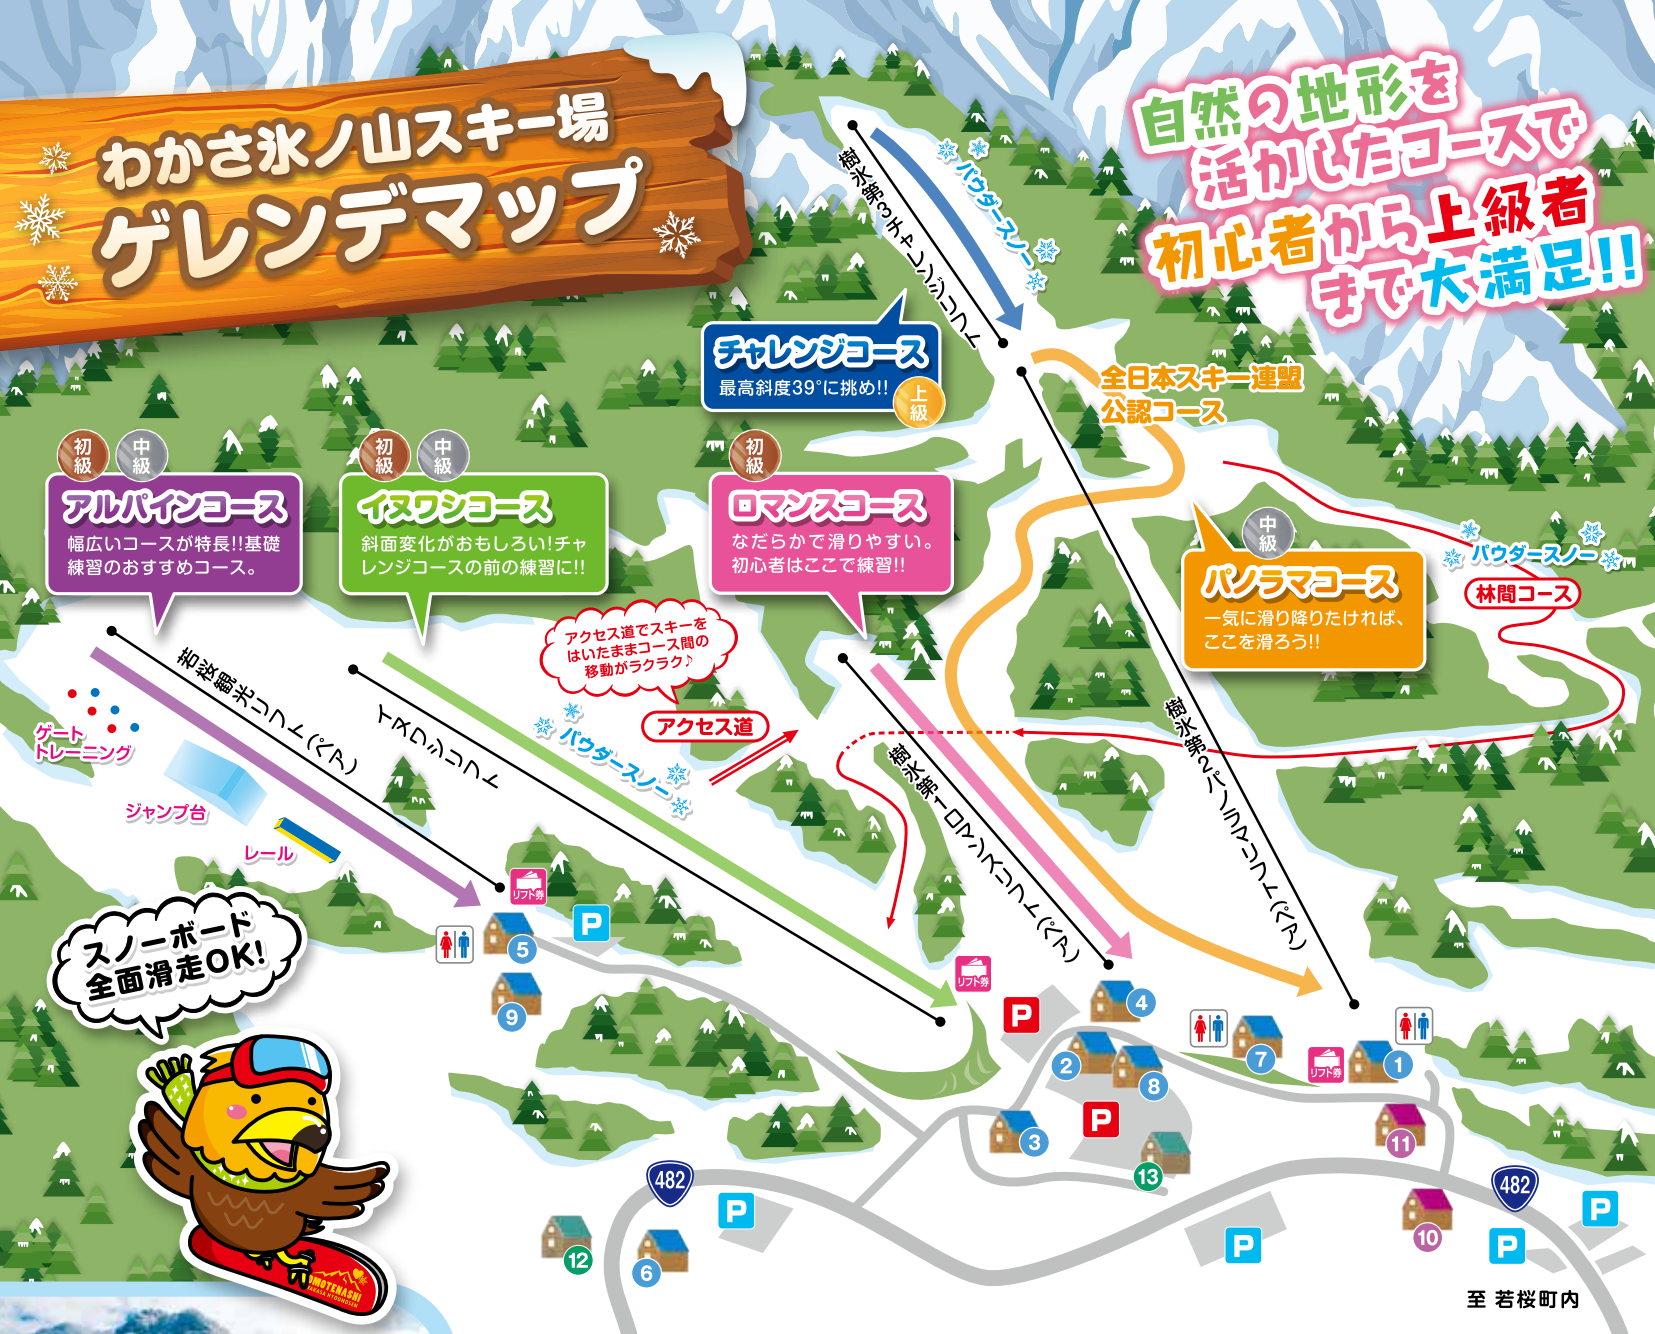 わかさ氷ノ山スキー場
ゲレンデマップ
自然の地形を
活かしたコースで
初心者から上級者
まで大満足!!
樹氷第3チャレンジリフト
パウダースノー
チャレンジコース
最高斜度39°に挑め!!
上級
全日本スキー連盟
公認コース
初級
中級
アルパインコース
幅広いコースが特長!!基礎
練習のおすすめコース。
初級
中級
イヌワシコース
斜面変化がおもしろい!チャ
レンジコースの前の練習に!!
初級
ロマンスコース
なだらかで滑りやすい。
初心者はここで練習!!
中級
パノラマコース
一気に滑り降りたければ、
ここを滑ろう!!
パウダースノー
林間コース
アクセス道でスキーを
はいたままコース間の
移動がラクラク♪
アクセス道
若桜観光リフト(ペア)
イヌワシリフト
パウダースノー
樹氷第1ロマンスリフト(ペア)
樹氷第2パノラマリフト(ペア)
ゲート
トレーニング
ジャンプ台
レール
スノーボード
全面滑走OK!
リフト券
P
5
9
リフト券
P
4
2
8
7
リフト券
1
P
3
13
11
482
P
12
6
P
10
482
P
P
至 若桜町内
OMOTENASHI
WAKASA HYOUNOSEN